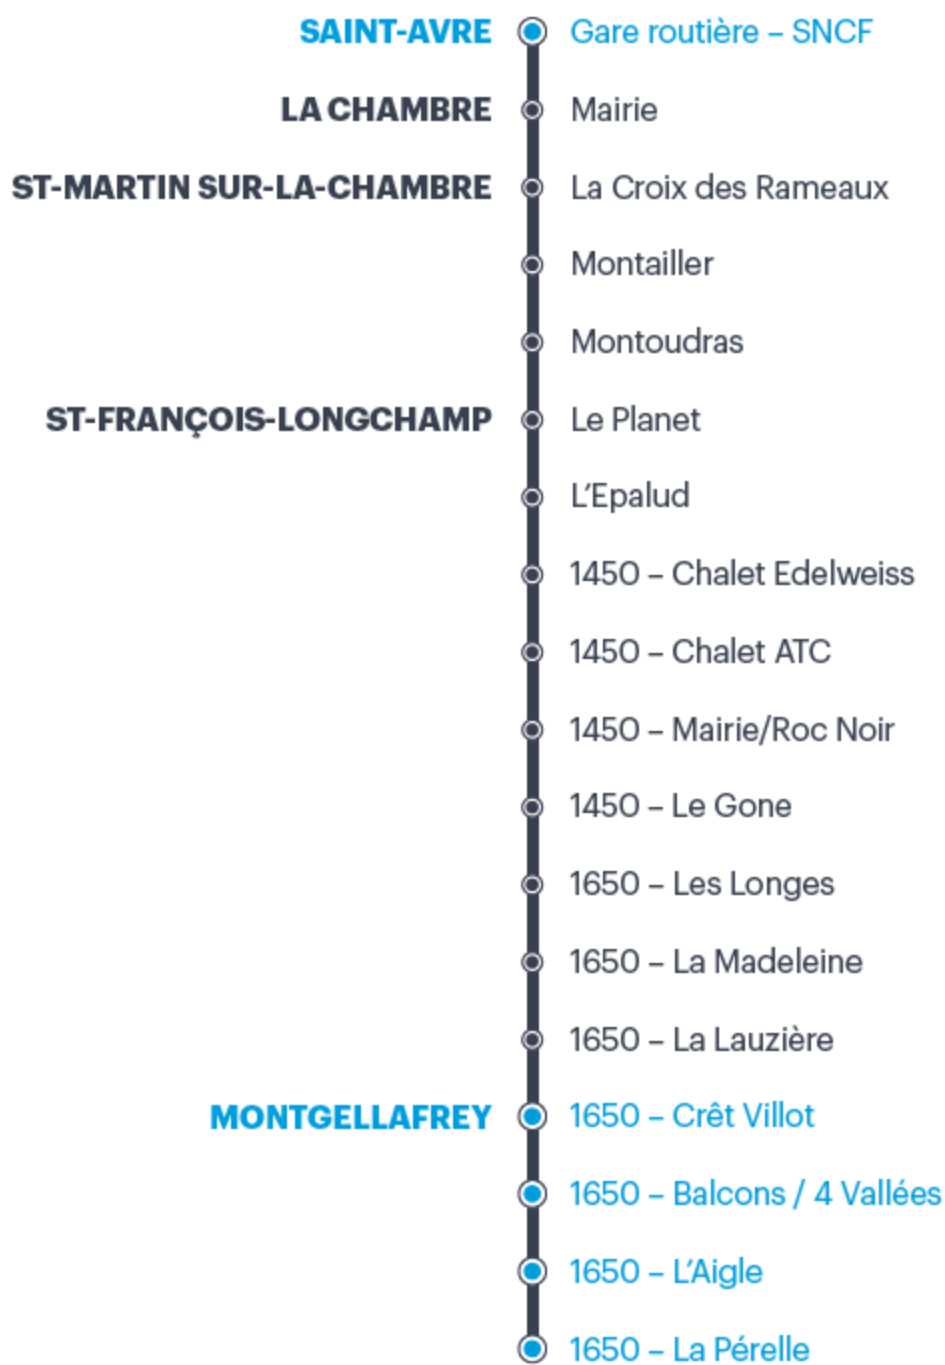 SAINT-AVRE Gare routière – SNCF
LA CHAMBRE Mairie
ST-MARTIN SUR-LA-CHAMBRE La Croix des Rameaux
Montailler
Montoudras
ST-FRANÇOIS-LONGCHAMP Le Planet
L'Epalud
1450 – Chalet Edelweiss
1450 – Chalet ATC
1450 – Mairie/Roc Noir
1450 – Le Gone
1650 – Les Longes
1650 – La Madeleine
1650 – La Lauzière
MONTGELLAFREY 1650 – Crêt Villot
1650 – Balcons / 4 Vallées
1650 – L'Aigle
1650 – La Pérelle